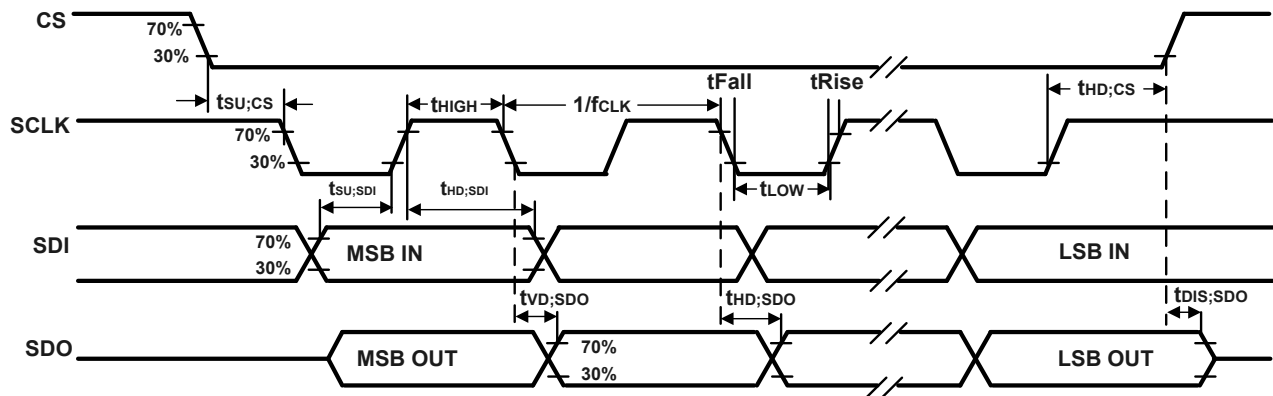 CS
70%
30%
tFall
tRise
tSU;CS
tHIGH
1/fCLK
tHD;CS
SCLK
70%
30%
tSU;SDI
tHD;SDI
tLOW
SDI
70%
30%
MSB IN
LSB IN
tVD;SDO
tHD;SDO
tDIS;SDO
SDO
MSB OUT
70%
30%
LSB OUT